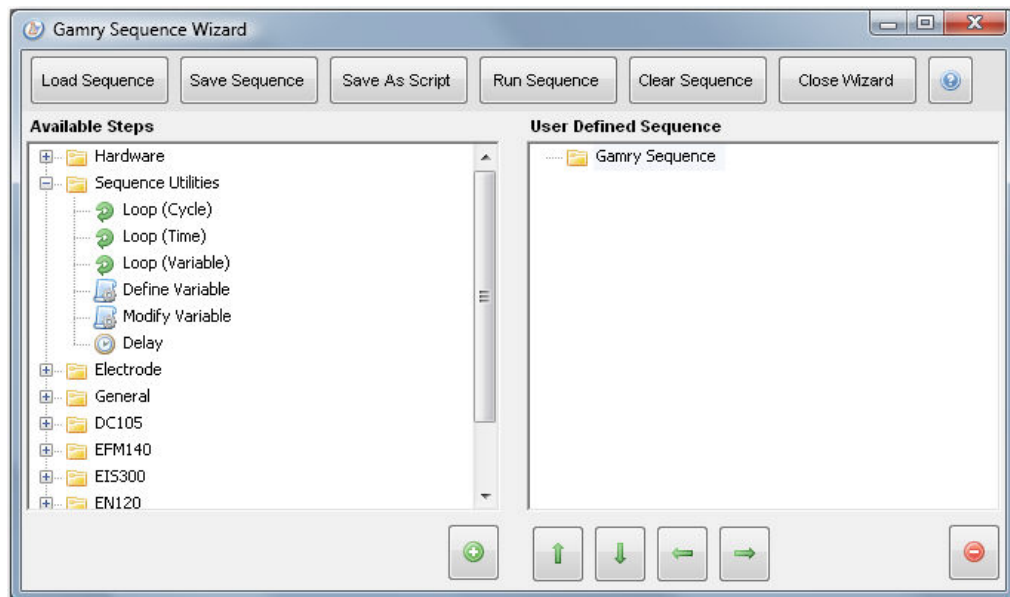 Gamry Sequence Wizard
Load Sequence Save Sequence Save As Script Run Sequence Clear Sequence Close Wizard
Available Steps
Hardware
Sequence Utilities
Loop (Cycle)
Loop (Time)
Loop (Variable)
Define Variable
Modify Variable
Delay
Electrode
General
DC105
EFM140
EIS300
EN120
User Defined Sequence
Gamry Sequence